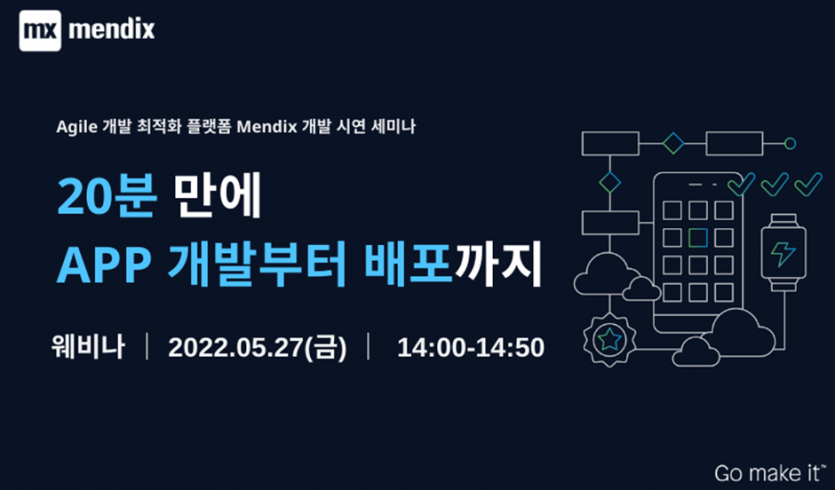 mx mendix
Agile 개발 최적화 플랫폼 Mendix 개발 시연 세미나
20분 만에
APP 개발부터 배포까지
웨비나 | 2022.05.27(금) | 14:00-14:50
Go make it™